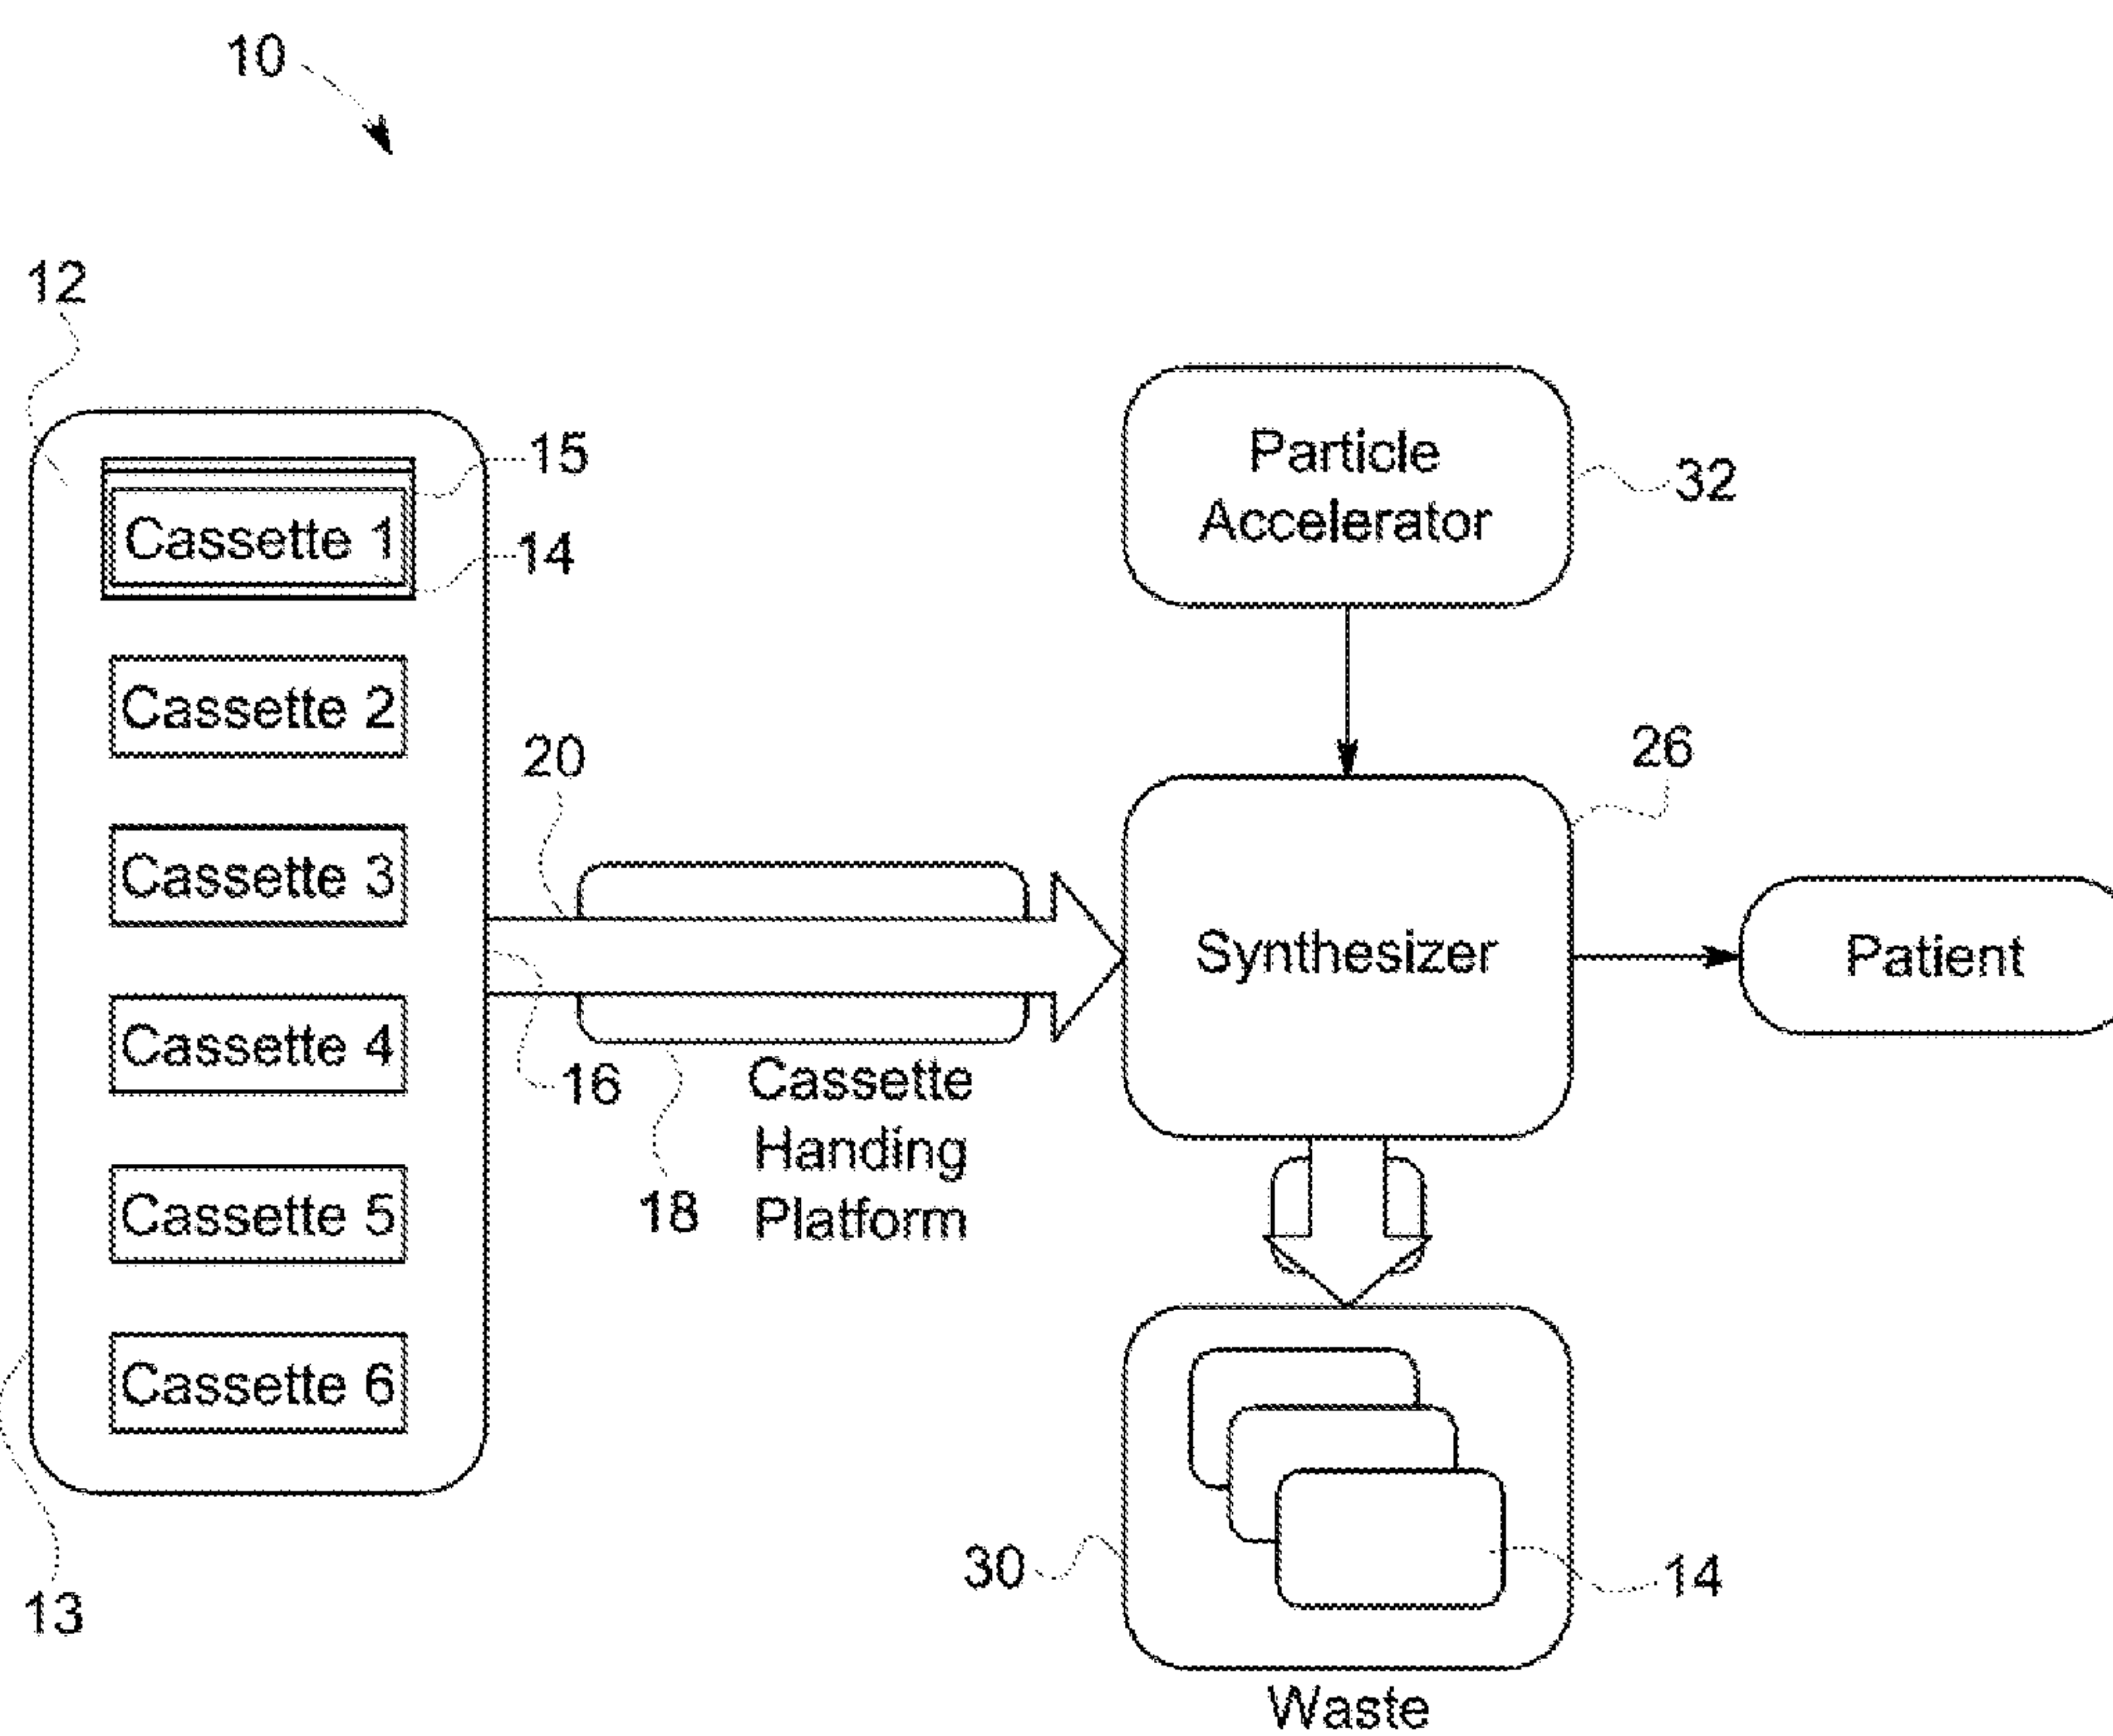 10
12
15
Cassette 1
14
Particle
Accelerator
32
Cassette 2
20
26
Cassette 3
Synthesizer
Patient
Cassette 4
16
Cassette
Handing
Platform
18
Cassette 5
Cassette 6
13
30
14
Waste